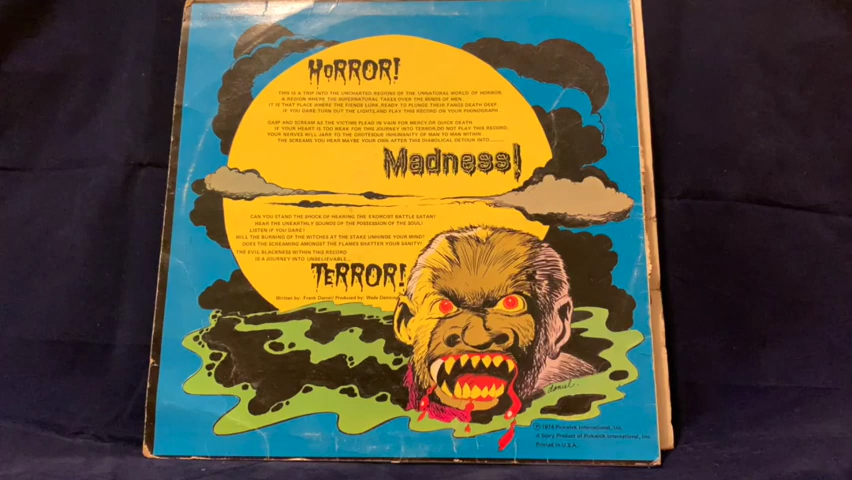 HORROR!
THIS IS A TRIP INTO THE UNCHARTED REGIONS OF THE UNNATURAL WORLD OF HORROR
A REGION WHERE THE SUPERNATURAL TAKES OVER THE MINDS OF MEN...
IT IS THAT PLACE WHERE THE FIENDS LURK, READY TO PLUNGE THEIR FANGS DEATH DEEP.
IF YOU DARE, TURN OUT THE LIGHTS, AND PLAY THIS RECORD ON YOUR PHONOGRAPH.
GASP AND SCREAM AS THE VICTIMS PLEAD IN VAIN FOR MERCY, OR QUICK DEATH.
IF YOUR HEART IS TOO WEAK FOR THIS JOURNEY INTO TERROR, DO NOT PLAY THIS RECORD.
YOUR NERVES WILL JARR TO THE GROTESQUE INHUMANITY OF MAN TO MAN WITHIN
THE SCREAMS YOU HEAR MAYBE YOUR OWN AFTER THIS DIABOLICAL DETOUR INTO.......
Madness!
CAN YOU STAND THE SHOCK OF HEARING THE EXORCIST BATTLE SATAN?
HEAR THE UNEARTHLY SOUNDS OF THE POSSESSION OF THE SOUL!
LISTEN IF YOU DARE!
WILL THE BURNING OF THE WITCHES AT THE STAKE UNHINGE YOUR MIND?
DOES THE SCREAMING AMONGST THE FLAMES SHATTER YOUR SANITY?
THE EVIL BLACKNESS WITHIN THIS RECORD
IS A JOURNEY INTO UNBELIEVABLE...
TERROR!
Written by: Frank Daniel/ Produced by: Wade Denning
daniel.
Ⓟ 1974 Pickwick International, Inc.
A Story Product of Pickwick International, Inc.
Printed In U.S.A.